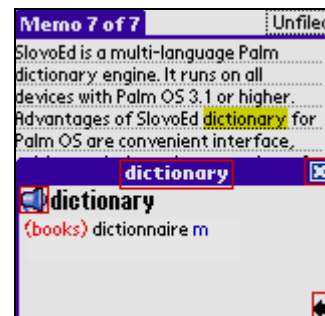 Memo 7 of 7 Unfiled
SlovoEd is a multi-language Palm
dictionary engine. It runs on all
devices with Palm OS 3.1 or higher.
Advantages of SlovoEd dictionary for
Palm OS are convenient interface,
dictionary
dictionary
(books) dictionnaire m